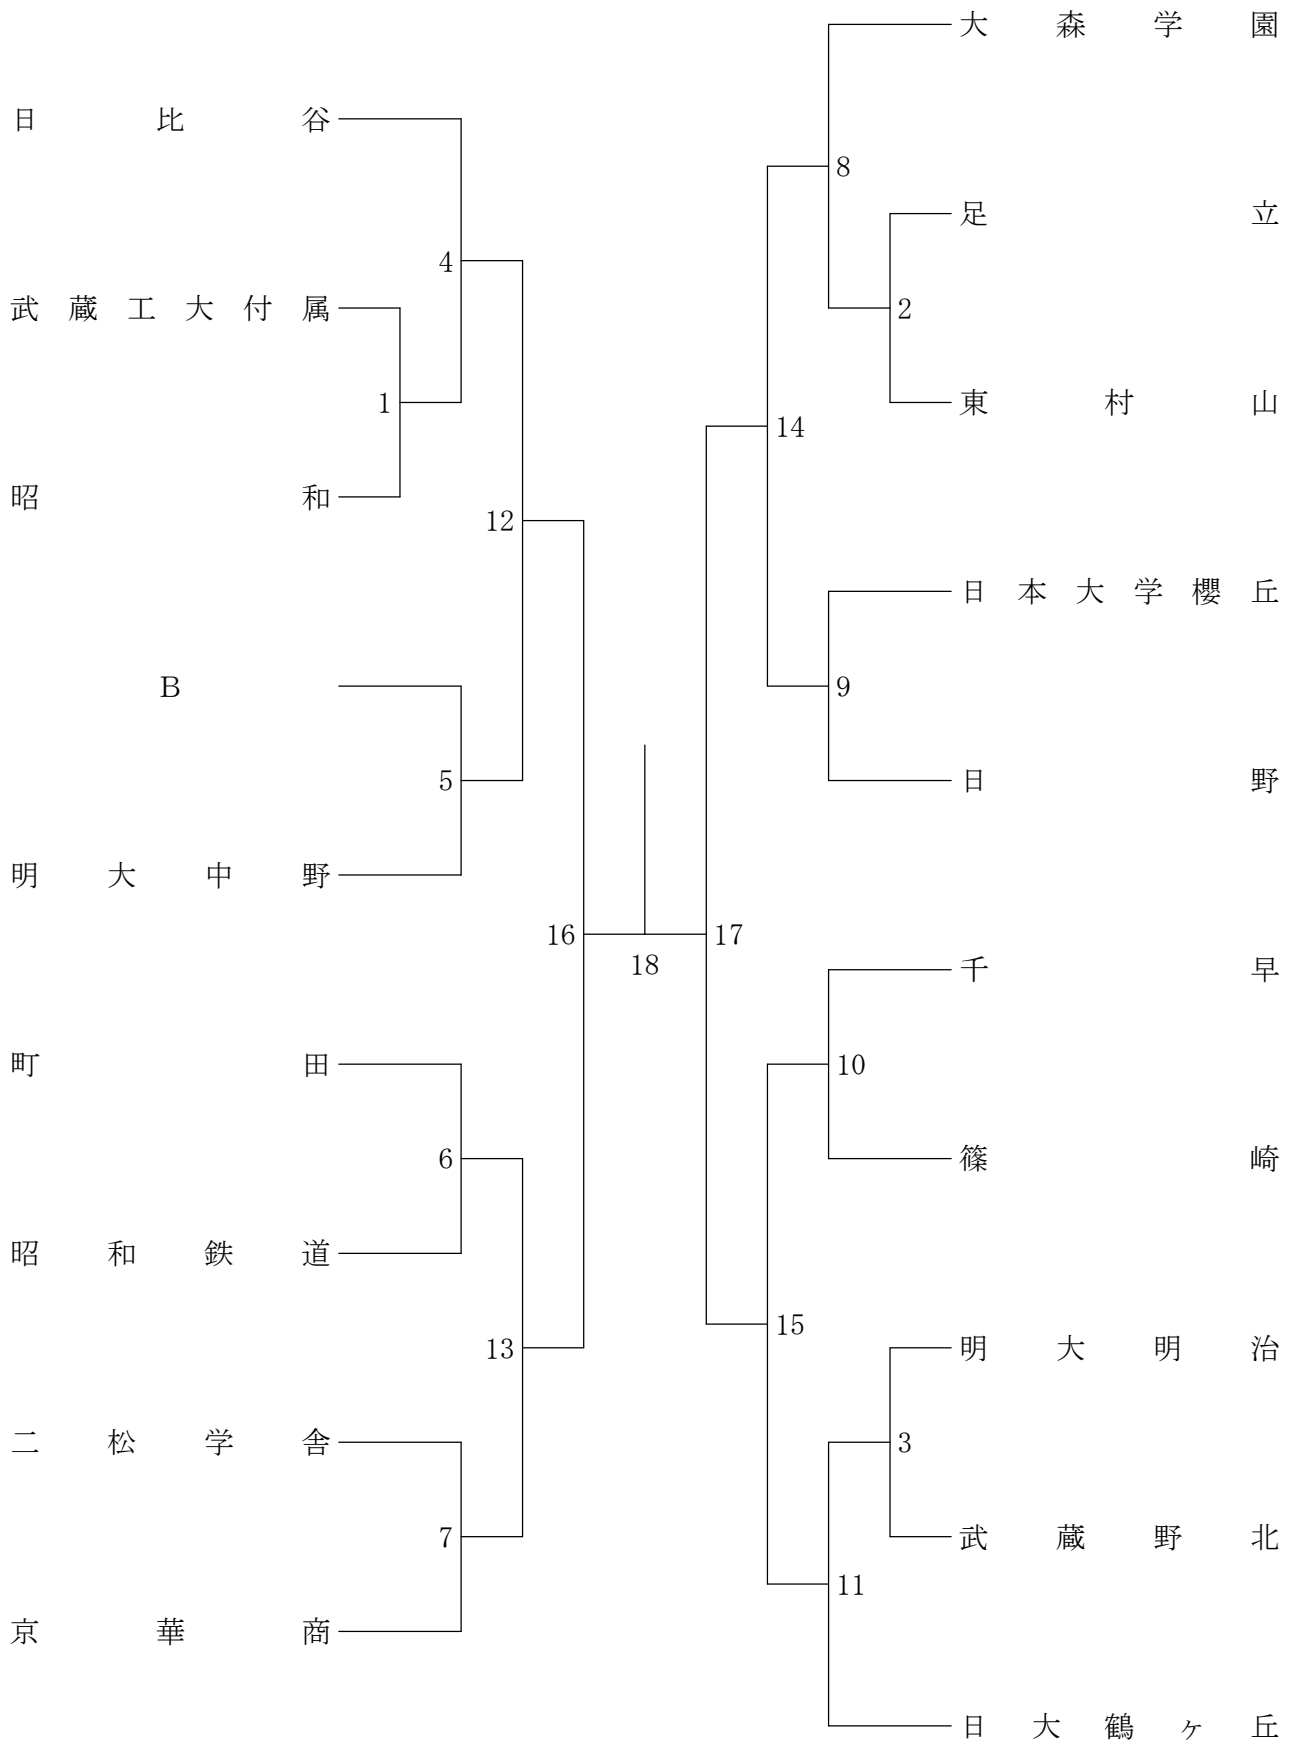 日比谷
4
武蔵工大付属
1
昭和
12
B
5
明大中野
16
町田
6
昭和鉄道
13
二松学舎
7
京華商
18
大森学園
8
足立
2
東村山
14
日本大学櫻丘
9
日野
17
千早
10
篠崎
15
明大明治
3
武蔵野北
11
日大鶴ヶ丘